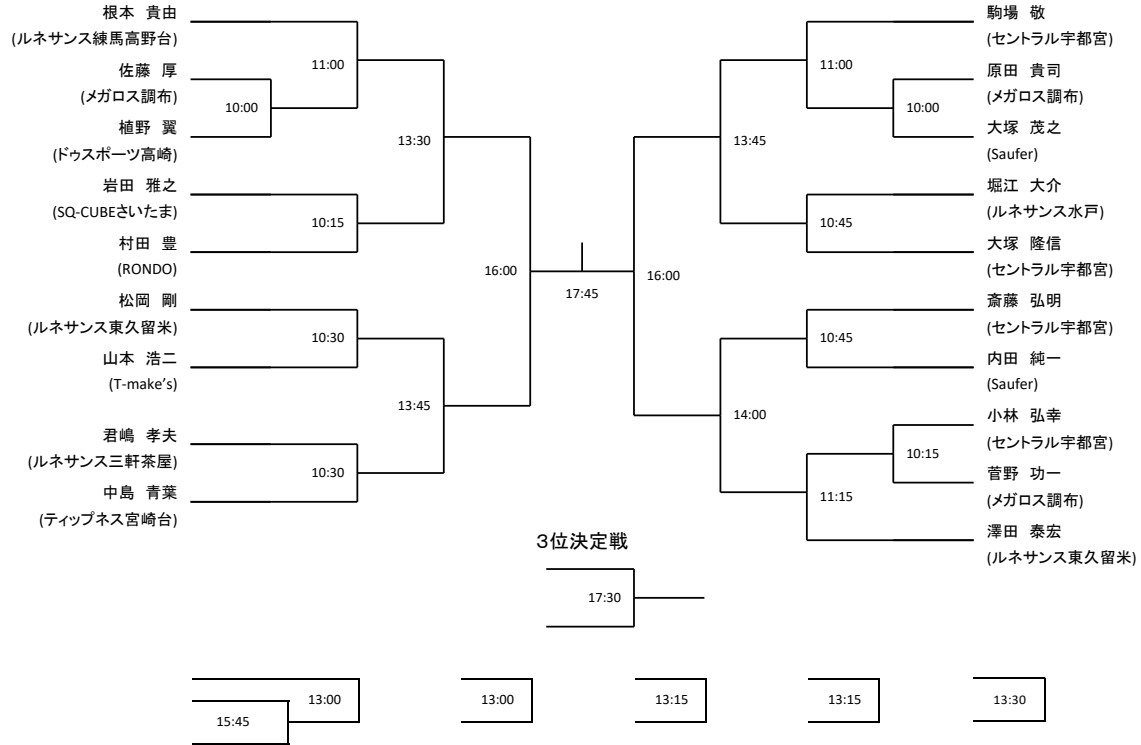 根本 貴由
(ルネサンス練馬高野台)
11:00
佐藤 厚
(メガロス調布)
10:00
植野 翼
(ドゥスポーツ高崎)
13:30
岩田 雅之
(SQ-CUBEさいたま)
10:15
村田 豊
(RONDO)
16:00
松岡 剛
(ルネサンス東久留米)
10:30
山本 浩二
(T-make's)
13:45
君嶋 孝夫
(ルネサンス三軒茶屋)
10:30
中島 青葉
(ティップネス宮崎台)
17:45
駒場 敬
(セントラル宇都宮)
11:00
原田 貴司
(メガロス調布)
10:00
大塚 茂之
(Saufer)
13:45
堀江 大介
(ルネサンス水戸)
10:45
大塚 隆信
(セントラル宇都宮)
16:00
斎藤 弘明
(セントラル宇都宮)
10:45
内田 純一
(Saufer)
14:00
小林 弘幸
(セントラル宇都宮)
10:15
菅野 功一
(メガロス調布)
11:15
澤田 泰宏
(ルネサンス東久留米)
3位決定戦
17:30
13:00
15:45
13:00
13:15
13:15
13:30